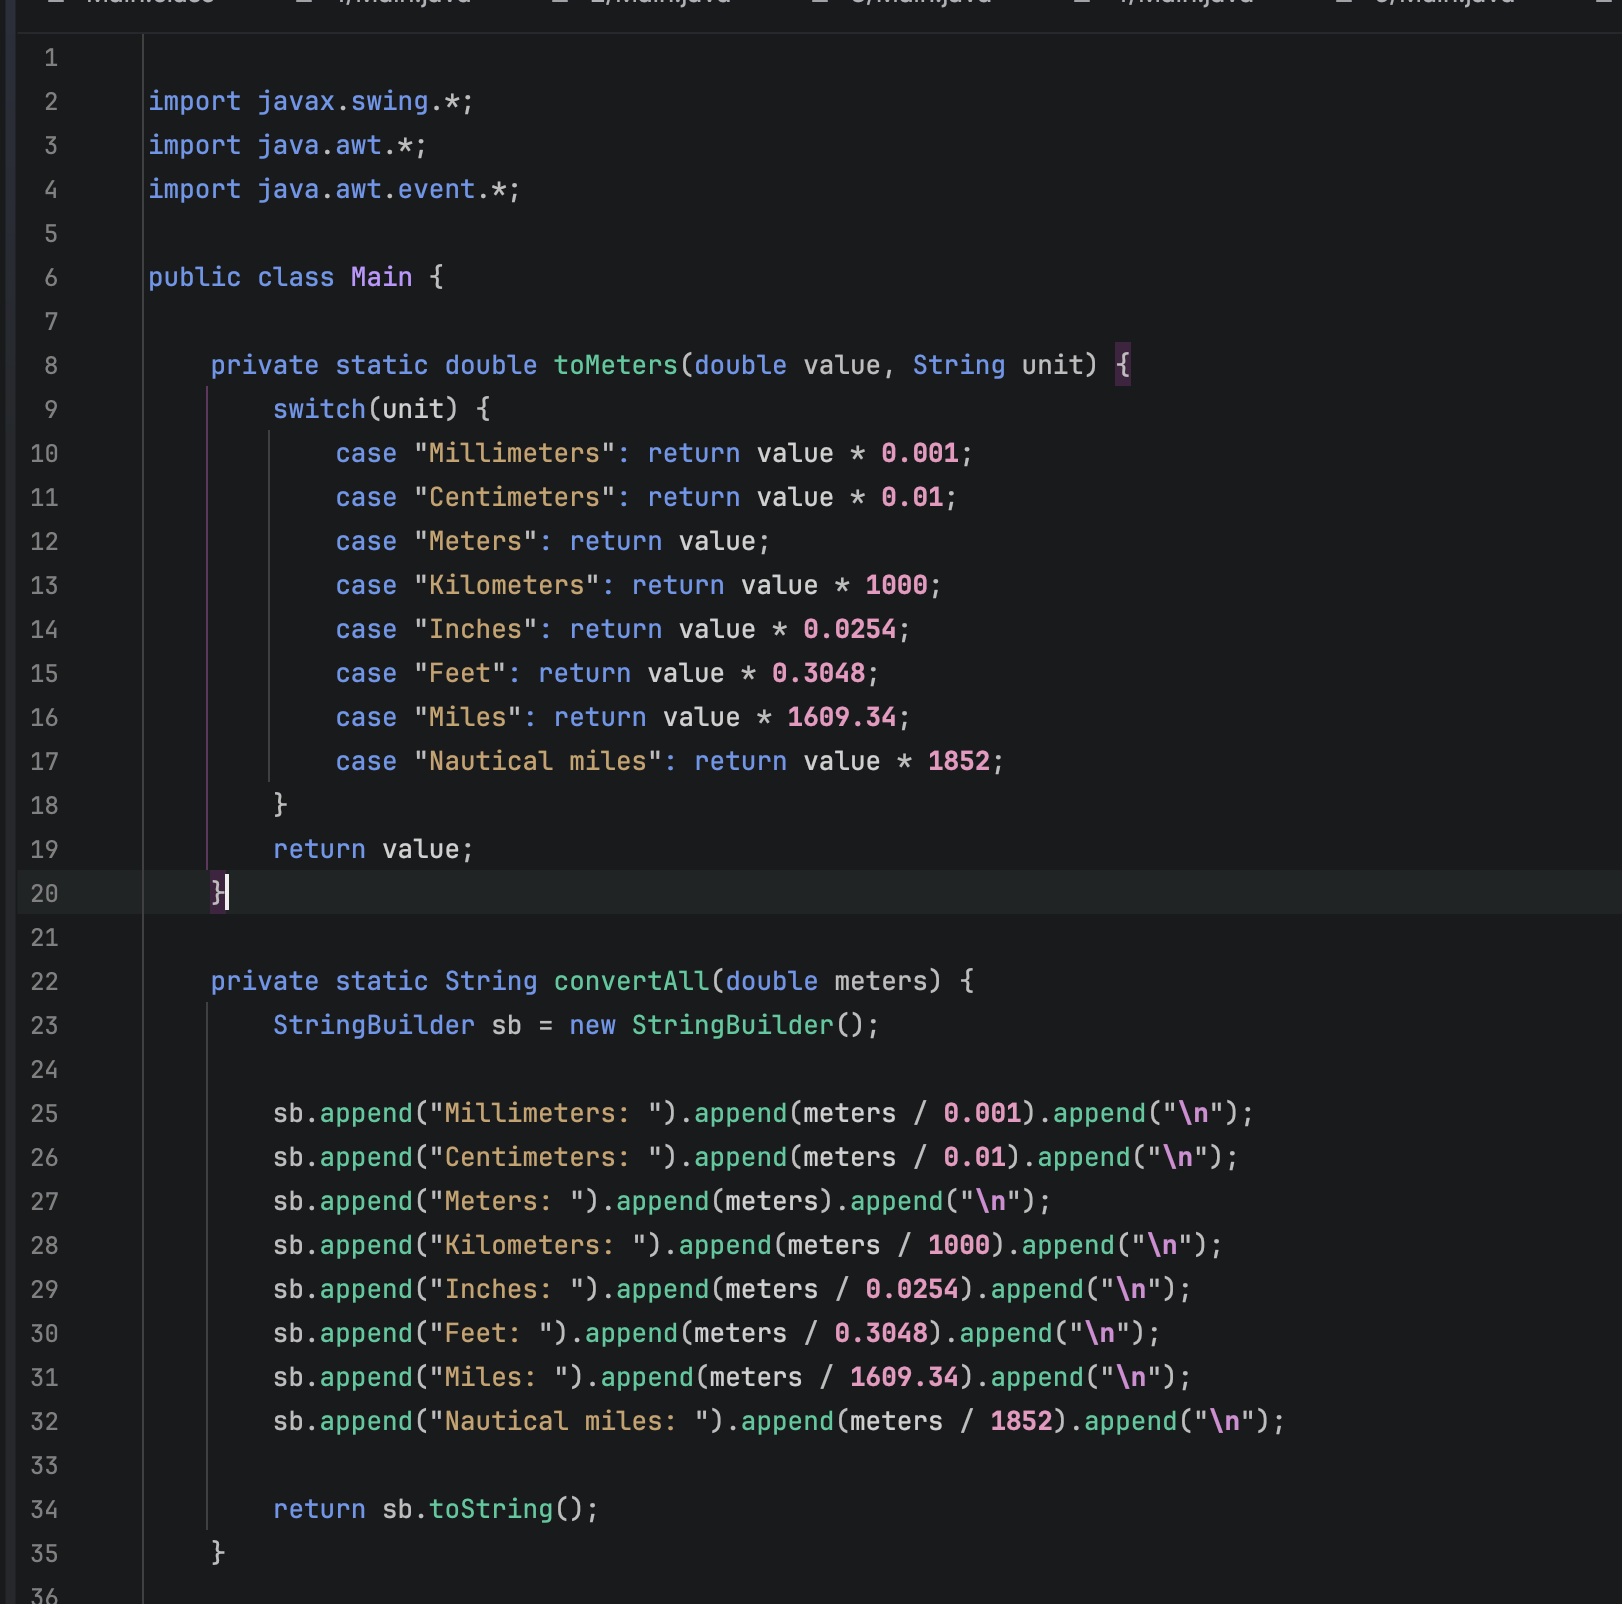 1
2 import javax.swing.*;
3 import java.awt.*;
4 import java.awt.event.*;
5
6 public class Main {
7
8     private static double toMeters(double value, String unit) {
9         switch(unit) {
10             case "Millimeters": return value * 0.001;
11             case "Centimeters": return value * 0.01;
12             case "Meters": return value;
13             case "Kilometers": return value * 1000;
14             case "Inches": return value * 0.0254;
15             case "Feet": return value * 0.3048;
16             case "Miles": return value * 1609.34;
17             case "Nautical miles": return value * 1852;
18         }
19         return value;
20     }
21
22     private static String convertAll(double meters) {
23         StringBuilder sb = new StringBuilder();
24
25         sb.append("Millimeters: ").append(meters / 0.001).append("\n");
26         sb.append("Centimeters: ").append(meters / 0.01).append("\n");
27         sb.append("Meters: ").append(meters).append("\n");
28         sb.append("Kilometers: ").append(meters / 1000).append("\n");
29         sb.append("Inches: ").append(meters / 0.0254).append("\n");
30         sb.append("Feet: ").append(meters / 0.3048).append("\n");
31         sb.append("Miles: ").append(meters / 1609.34).append("\n");
32         sb.append("Nautical miles: ").append(meters / 1852).append("\n");
33
34         return sb.toString();
35     }
36